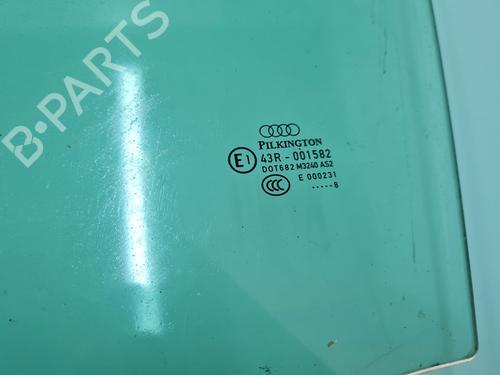 B-PARTS
PILKINGTON
E1 43R - 001582
DOT682 M3240 AS2
CCC E 000231
.....8